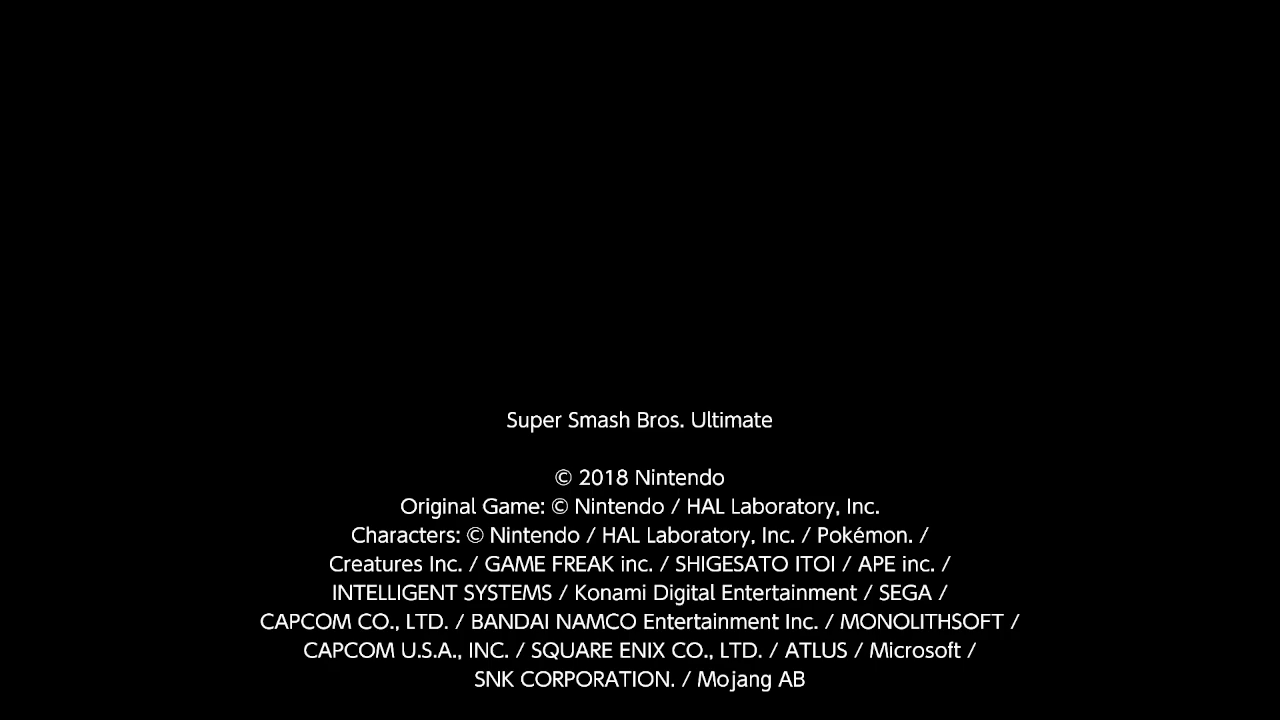 Super Smash Bros. Ultimate
© 2018 Nintendo
Original Game: © Nintendo / HAL Laboratory, Inc.
Characters: © Nintendo / HAL Laboratory, Inc. / Pokémon. /
Creatures Inc. / GAME FREAK inc. / SHIGESATO ITOI / APE inc. /
INTELLIGENT SYSTEMS / Konami Digital Entertainment / SEGA /
CAPCOM CO., LTD. / BANDAI NAMCO Entertainment Inc. / MONOLITHSOFT /
CAPCOM U.S.A., INC. / SQUARE ENIX CO., LTD. / ATLUS / Microsoft /
SNK CORPORATION. / Mojang AB